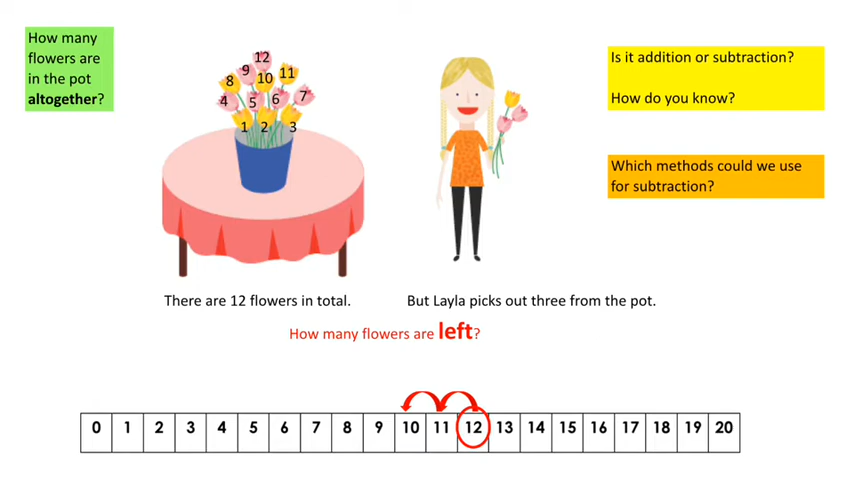 How many
flowers are
in the pot
altogether?
12
9
11
8
10
4
5
6
7
1
2
3
Is it addition or subtraction?
How do you know?
Which methods could we use
for subtraction?
There are 12 flowers in total.
But Layla picks out three from the pot.
How many flowers are left?
0 1 2 3 4 5 6 7 8 9 10 11 12 13 14 15 16 17 18 19 20